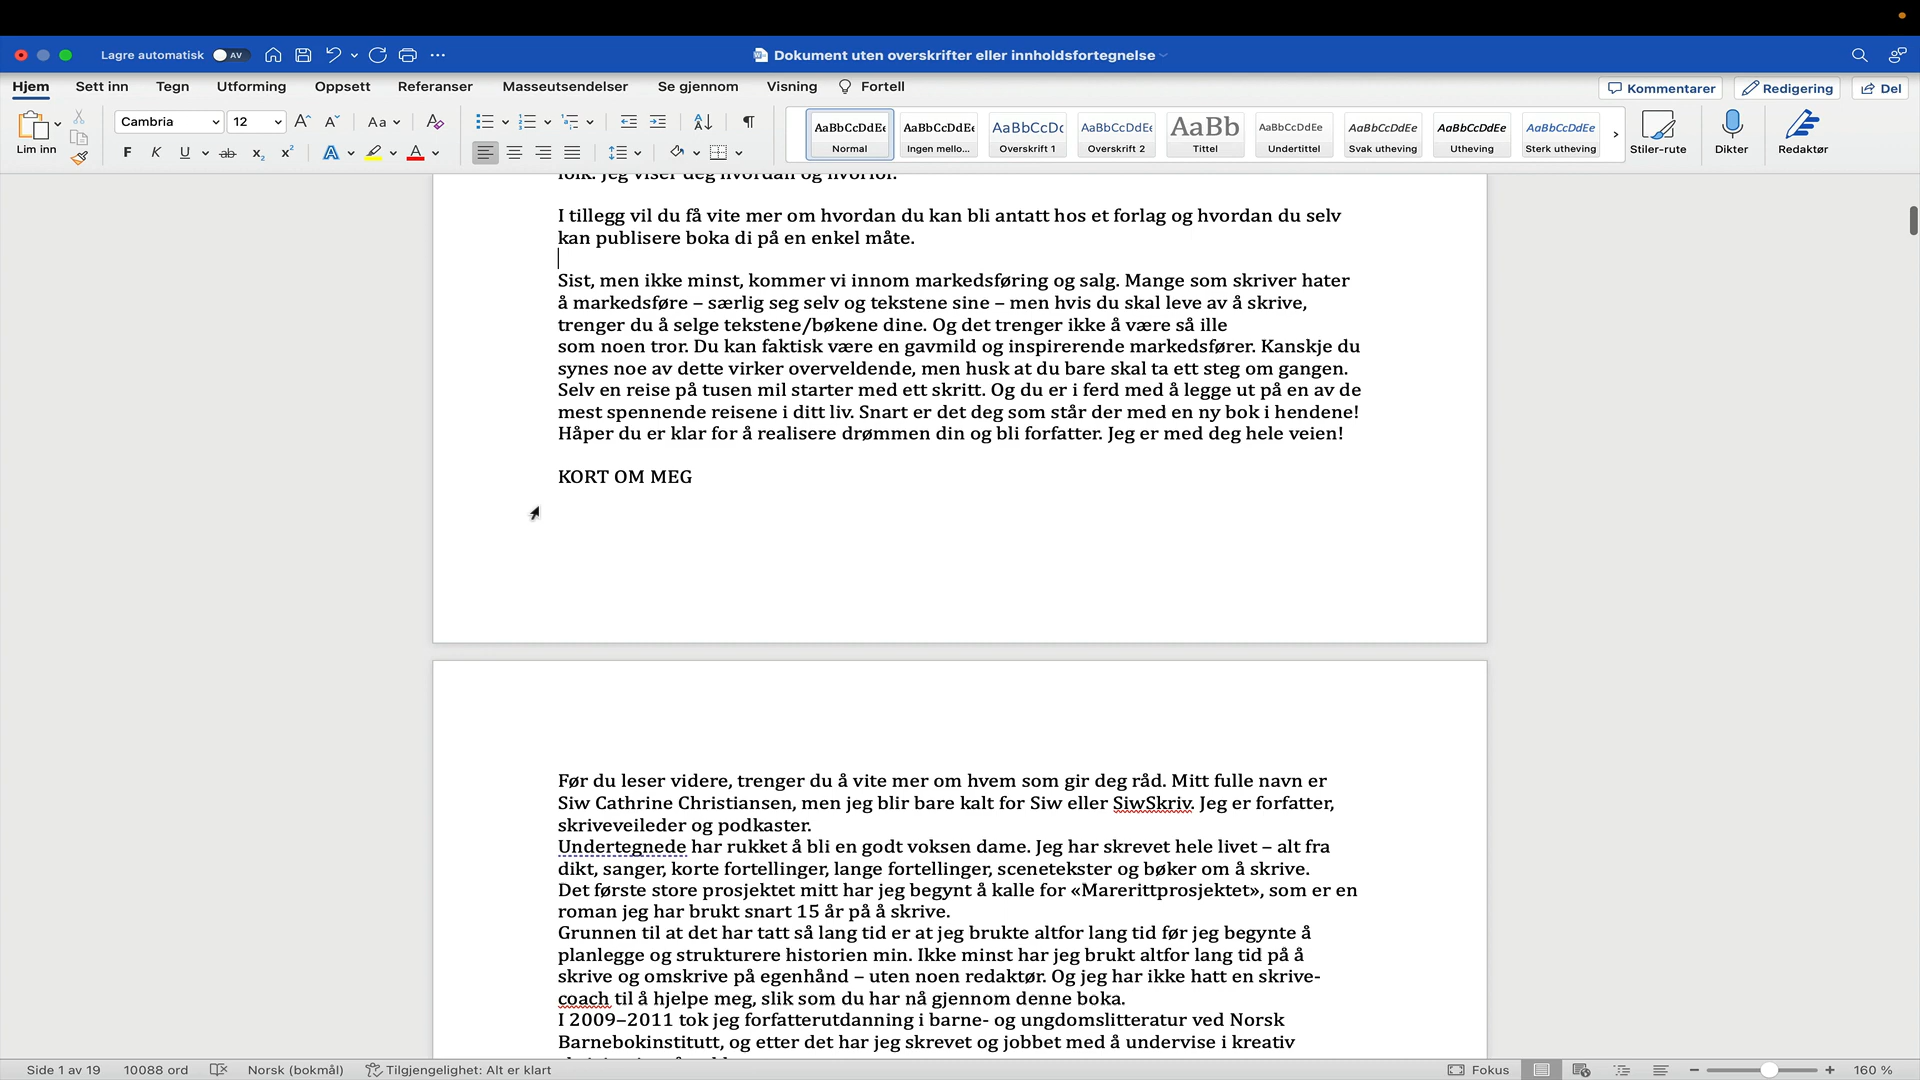 Lagre automatisk AV
Dokument uten overskrifter eller innholdsfortegnelse
Hjem Sett inn Tegn Utforming Oppsett Referanser Masseutsendelser Se gjennom Visning Fortell
Kommentarer Redigering Del
Lim inn
Cambria 12
Aa
F K U ab x₂ x²
AaBbCcDdEe AaBbCcDdEe AaBbCcDc AaBbCcDdEe AaBb AaBbCcDdEe AaBbCcDdEe AaBbCcDdEe AaBbCcDdEe
Normal Ingen mello... Overskrift 1 Overskrift 2 Tittel Undertittel Svak utheving Utheving Sterk utheving
Stiler-rute Dikter Redaktør
folk. Jeg viser deg hvordan og hvorfor.
I tillegg vil du få vite mer om hvordan du kan bli antatt hos et forlag og hvordan du selv
kan publisere boka di på en enkel måte.
Sist, men ikke minst, kommer vi innom markedsføring og salg. Mange som skriver hater
å markedsføre – særlig seg selv og tekstene sine – men hvis du skal leve av å skrive,
trenger du å selge tekstene/bøkene dine. Og det trenger ikke å være så ille
som noen tror. Du kan faktisk være en gavmild og inspirerende markedsfører. Kanskje du
synes noe av dette virker overveldende, men husk at du bare skal ta ett steg om gangen.
Selv en reise på tusen mil starter med ett skritt. Og du er i ferd med å legge ut på en av de
mest spennende reisene i ditt liv. Snart er det deg som står der med en ny bok i hendene!
Håper du er klar for å realisere drømmen din og bli forfatter. Jeg er med deg hele veien!
KORT OM MEG
Før du leser videre, trenger du å vite mer om hvem som gir deg råd. Mitt fulle navn er
Siw Cathrine Christiansen, men jeg blir bare kalt for Siw eller SiwSkriv. Jeg er forfatter,
skriveveileder og podkaster.
Undertegnede har rukket å bli en godt voksen dame. Jeg har skrevet hele livet – alt fra
dikt, sanger, korte fortellinger, lange fortellinger, scenetekster og bøker om å skrive.
Det første store prosjektet mitt har jeg begynt å kalle for «Marerittprosjektet», som er en
roman jeg har brukt snart 15 år på å skrive.
Grunnen til at det har tatt så lang tid er at jeg brukte altfor lang tid før jeg begynte å
planlegge og strukturere historien min. Ikke minst har jeg brukt altfor lang tid på å
skrive og omskrive på egenhånd – uten noen redaktør. Og jeg har ikke hatt en skrive-
coach til å hjelpe meg, slik som du har nå gjennom denne boka.
I 2009–2011 tok jeg forfatterutdanning i barne- og ungdomslitteratur ved Norsk
Barnebokinstitutt, og etter det har jeg skrevet og jobbet med å undervise i kreativ
Side 1 av 19 10088 ord Norsk (bokmål) Tilgjengelighet: Alt er klart Fokus 160 %